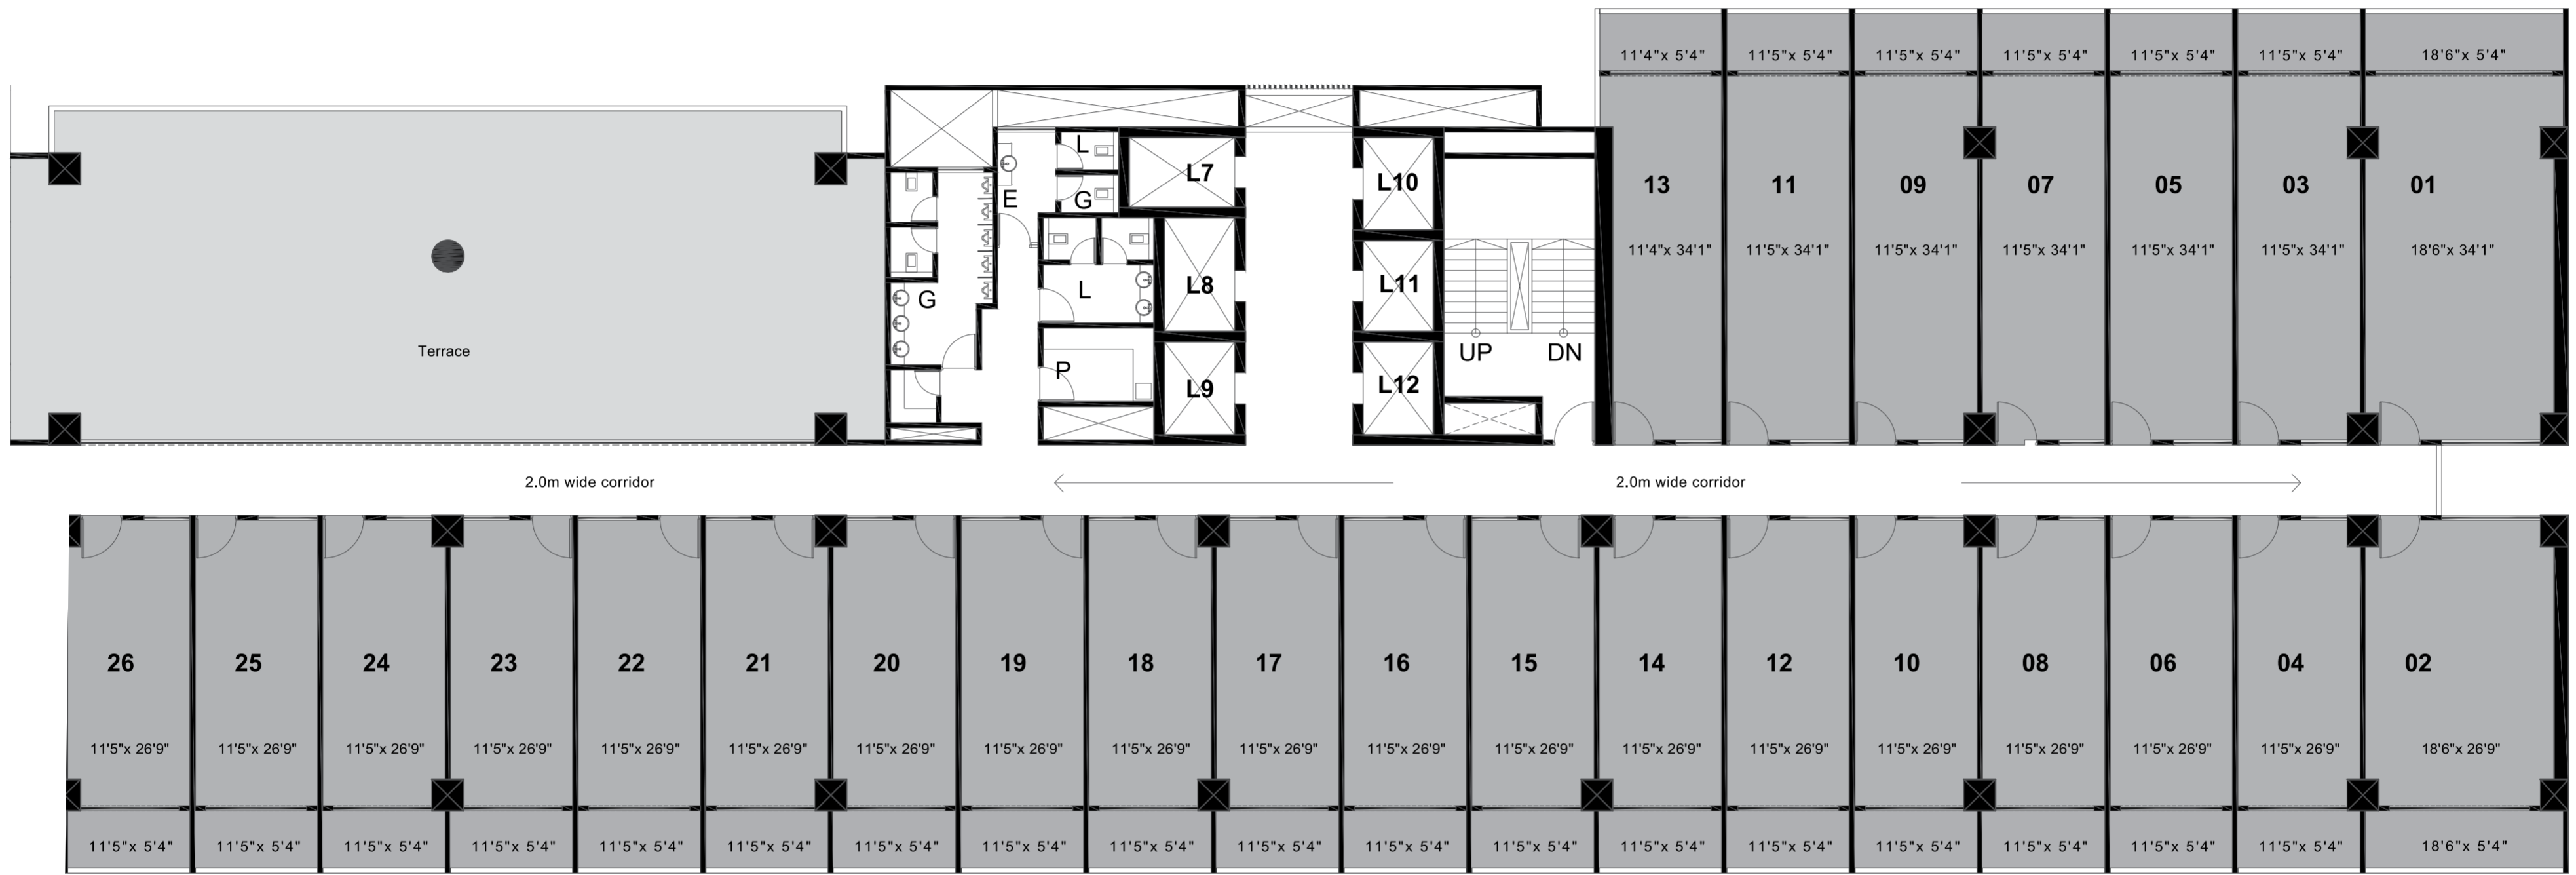 11'4"x 5'4" 11'5"x 5'4" 11'5"x 5'4" 11'5"x 5'4" 11'5"x 5'4" 11'5"x 5'4" 18'6"x 5'4"
L
L7
L10
13 11 09 07 05 03 01
E
G
11'4"x 34'1" 11'5"x 34'1" 11'5"x 34'1" 11'5"x 34'1" 11'5"x 34'1" 11'5"x 34'1" 18'6"x 34'1"
G
L
L8
L11
Terrace
UP DN
P
L9
L12
2.0m wide corridor 2.0m wide corridor
26 25 24 23 22 21 20 19 18 17 16 15 14 12 10 08 06 04 02
11'5"x 26'9" 11'5"x 26'9" 11'5"x 26'9" 11'5"x 26'9" 11'5"x 26'9" 11'5"x 26'9" 11'5"x 26'9" 11'5"x 26'9" 11'5"x 26'9" 11'5"x 26'9" 11'5"x 26'9" 11'5"x 26'9" 11'5"x 26'9" 11'5"x 26'9" 11'5"x 26'9" 11'5"x 26'9" 11'5"x 26'9" 11'5"x 26'9" 18'6"x 26'9"
11'5"x 5'4" 11'5"x 5'4" 11'5"x 5'4" 11'5"x 5'4" 11'5"x 5'4" 11'5"x 5'4" 11'5"x 5'4" 11'5"x 5'4" 11'5"x 5'4" 11'5"x 5'4" 11'5"x 5'4" 11'5"x 5'4" 11'5"x 5'4" 11'5"x 5'4" 11'5"x 5'4" 11'5"x 5'4" 11'5"x 5'4" 11'5"x 5'4" 18'6"x 5'4"